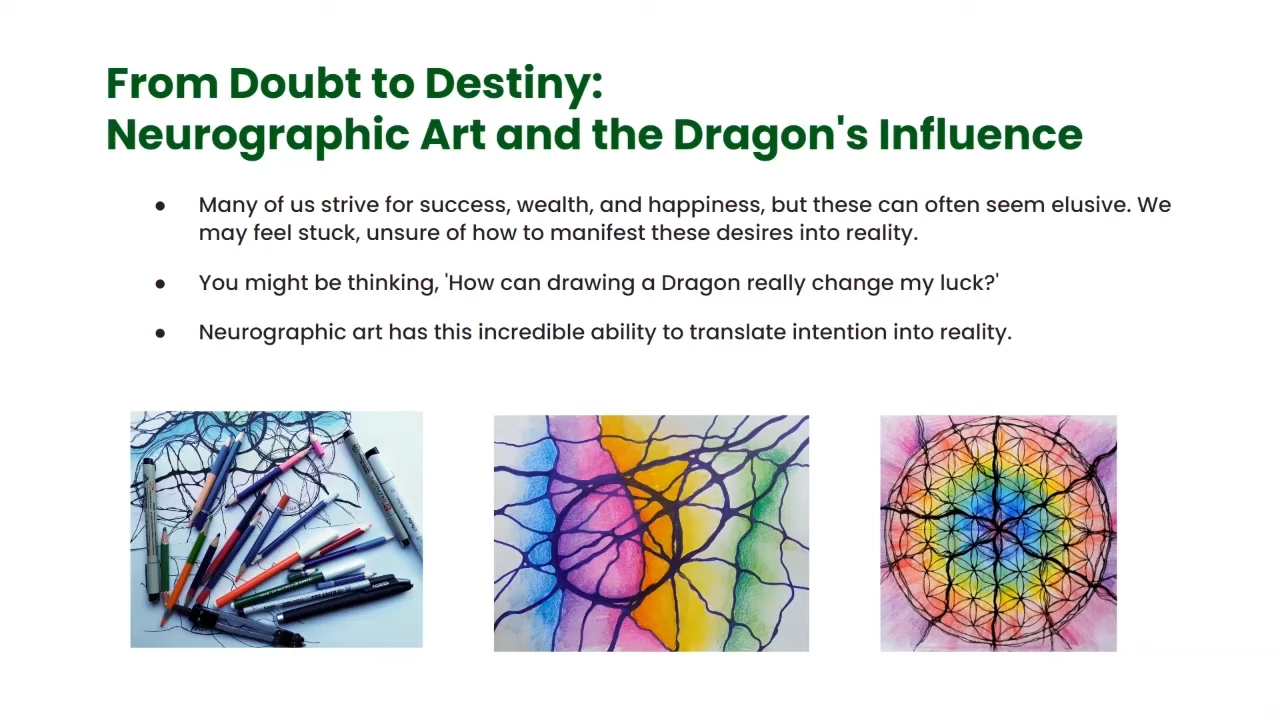 From Doubt to Destiny:
Neurographic Art and the Dragon's Influence
● Many of us strive for success, wealth, and happiness, but these can often seem elusive. We
may feel stuck, unsure of how to manifest these desires into reality.
● You might be thinking, 'How can drawing a Dragon really change my luck?'
● Neurographic art has this incredible ability to translate intention into reality.